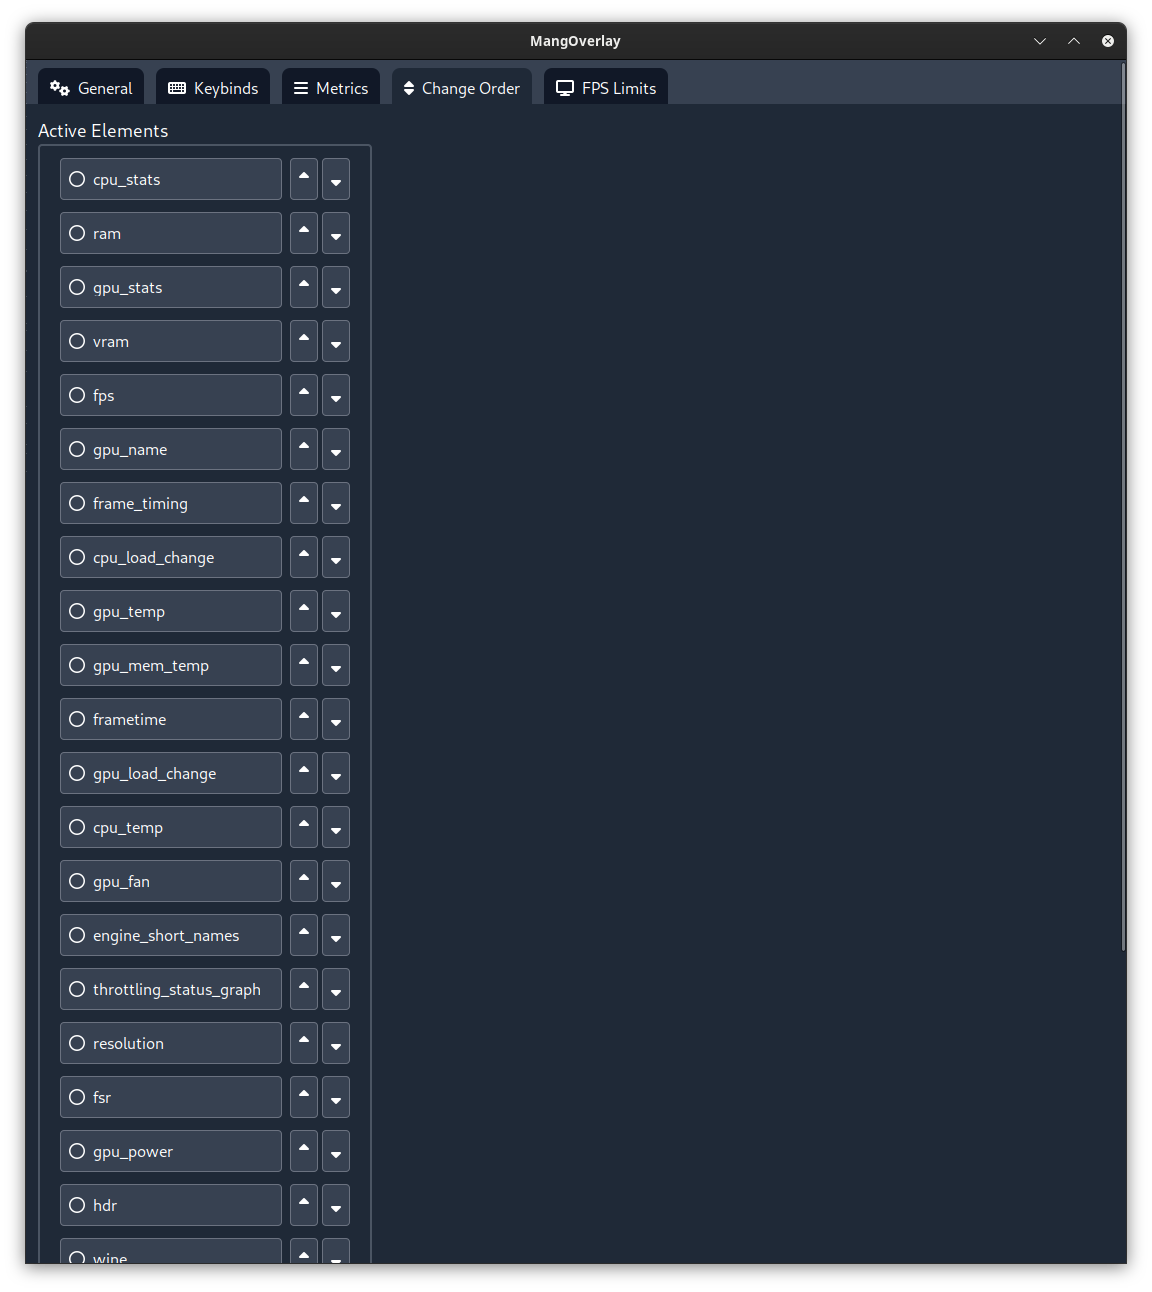 MangOverlay
General Keybinds Metrics Change Order FPS Limits
Active Elements
cpu_stats
ram
gpu_stats
vram
fps
gpu_name
frame_timing
cpu_load_change
gpu_temp
gpu_mem_temp
frametime
gpu_load_change
cpu_temp
gpu_fan
engine_short_names
throttling_status_graph
resolution
fsr
gpu_power
hdr
wine